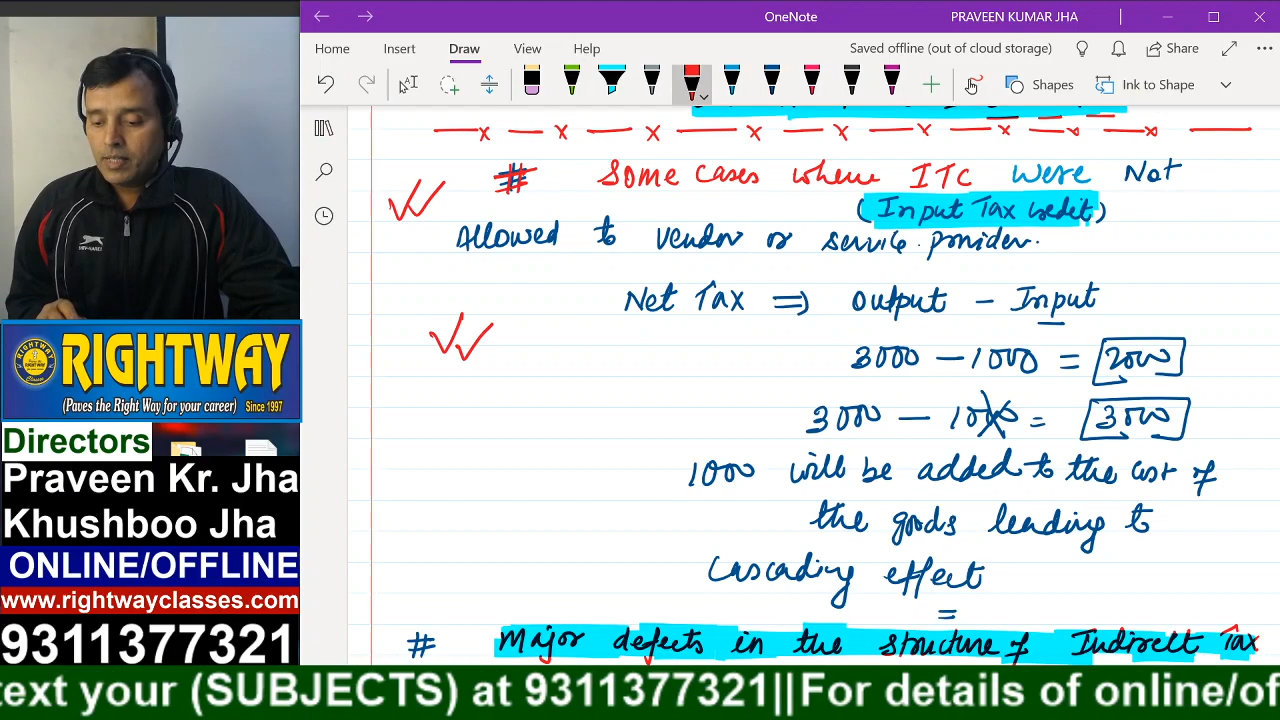 OneNote
PRAVEEN KUMAR JHA
Home Insert Draw View Help
Saved offline (out of cloud storage)
Share
Shapes
Ink to Shape
# Some Cases where ITC were Not
(Input Tax credit)
Allowed to vendor or service provider.
Net Tax ⇒ Output - Input
3000 - 1000 = 2000
3000 - 1000 = 3000
1000 will be added to the cost of
the goods leading to
Cascading effect
# Major defects in the structure of Indirect Tax
RIGHTWAY
(Paves the Right Way for your career) Since 1997
Directors
Praveen Kr. Jha
Khushboo Jha
ONLINE/OFFLINE
www.rightwayclasses.com
9311377321
text your (SUBJECTS) at 9311377321||For details of online/of